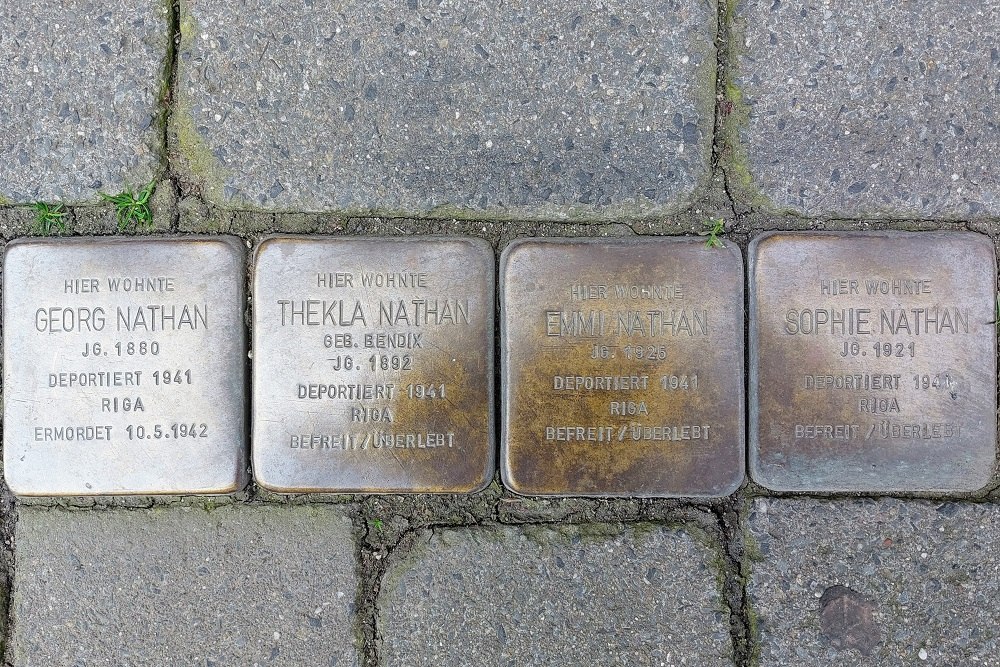 HIER WOHNTE
GEORG NATHAN
JG. 1880
DEPORTIERT 1941
RIGA
ERMORDET 10.5.1942
HIER WOHNTE
THEKLA NATHAN
GEB. BENDIX
JG. 1892
DEPORTIERT 1941
RIGA
BEFREIT/ÜBERLEBT
HIER WOHNTE
EMMI NATHAN
JG. 1925
DEPORTIERT 1941
RIGA
BEFREIT/ÜBERLEBT
HIER WOHNTE
SOPHIE NATHAN
JG. 1921
DEPORTIERT 1941
RIGA
BEFREIT/ÜBERLEBT